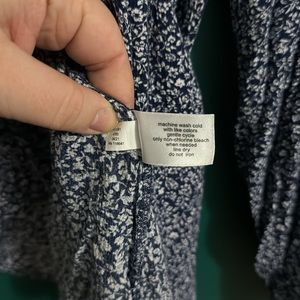 machine wash cold
with like colors
gentle cycle
only non-chlorine bleach
when needed
line dry
do not iron